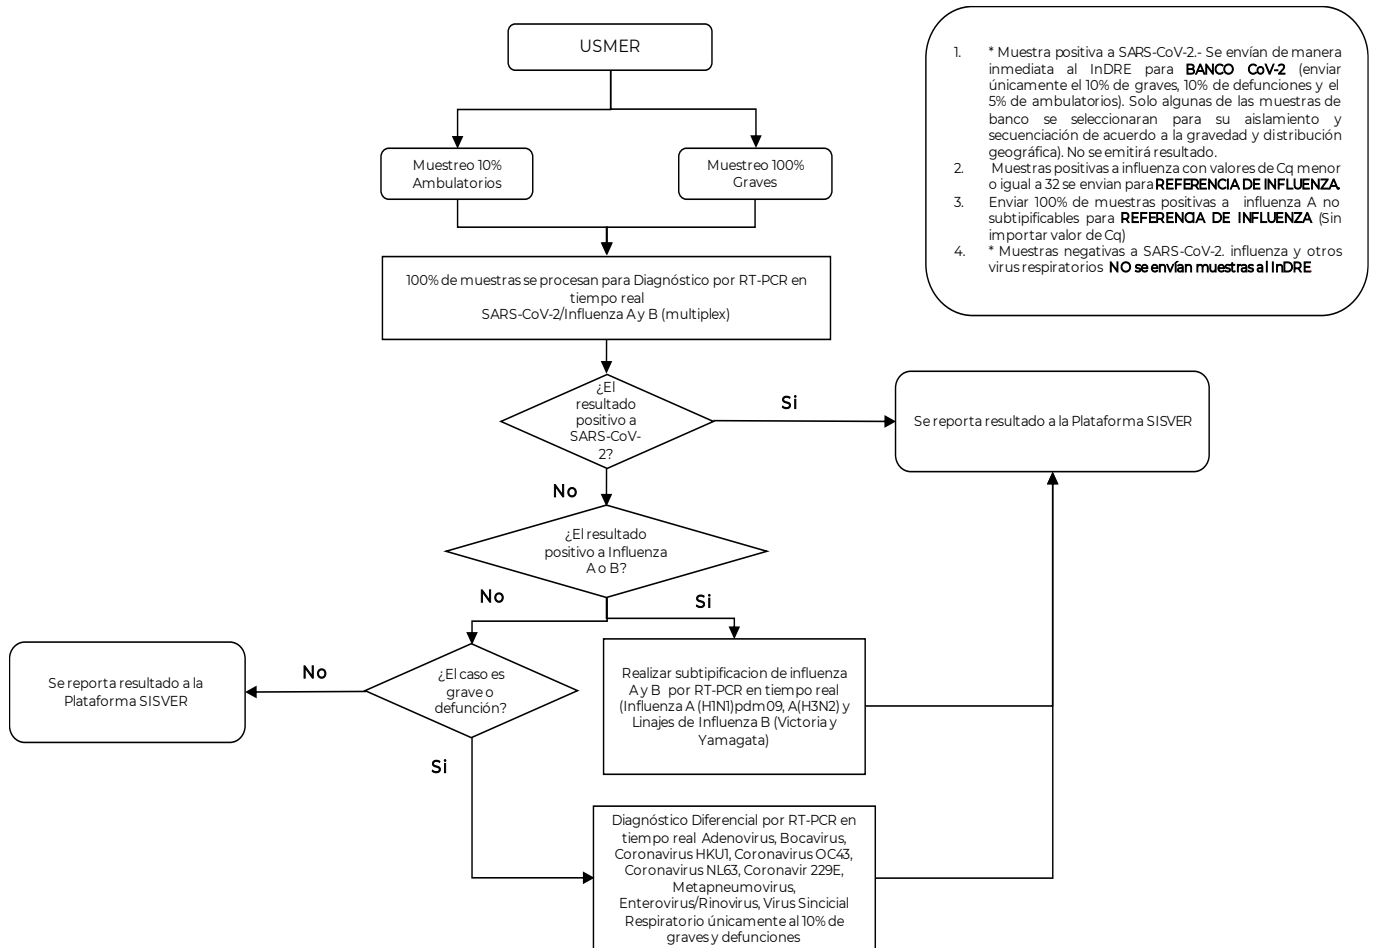 USMER
Muestreo 10%
Ambulatorios
Muestreo 100%
Graves
100% de muestras se procesan para Diagnóstico por RT-PCR en
tiempo real
SARS-CoV-2/Influenza A y B (multiplex)
¿El
resultado
positivo a
SARS-CoV-
2?
Si
Se reporta resultado a la Plataforma SISVER
No
¿El resultado
positivo a Influenza
A o B?
No
Si
¿El caso es
grave o
defunción?
No
Se reporta resultado a la
Plataforma SISVER
Realizar subtipificacion de influenza
A y B por RT-PCR en tiempo real
(Influenza A (H1N1)pdm09, A(H3N2) y
Linajes de Influenza B (Victoria y
Yamagata)
Si
Diagnóstico Diferencial por RT-PCR en
tiempo real Adenovirus, Bocavirus,
Coronavirus HKU1, Coronavirus OC43,
Coronavirus NL63, Coronavir 229E,
Metapneumovirus,
Enterovirus/Rinovirus, Virus Sincicial
Respiratorio únicamente al 10% de
graves y defunciones
1. * Muestra positiva a SARS-CoV-2.- Se envían de manera
inmediata al InDRE para BANCO CoV-2 (enviar
únicamente el 10% de graves, 10% de defunciones y el
5% de ambulatorios). Solo algunas de las muestras de
banco se seleccionaran para su aislamiento y
secuenciación de acuerdo a la gravedad y distribución
geográfica). No se emitirá resultado.
2. Muestras positivas a influenza con valores de Cq menor
o igual a 32 se envian para REFERENCIA DE INFLUENZA.
3. Enviar 100% de muestras positivas a influenza A no
subtipificables para REFERENCIA DE INFLUENZA (Sin
importar valor de Cq)
4. * Muestras negativas a SARS-CoV-2. influenza y otros
virus respiratorios NO se envían muestras al InDRE